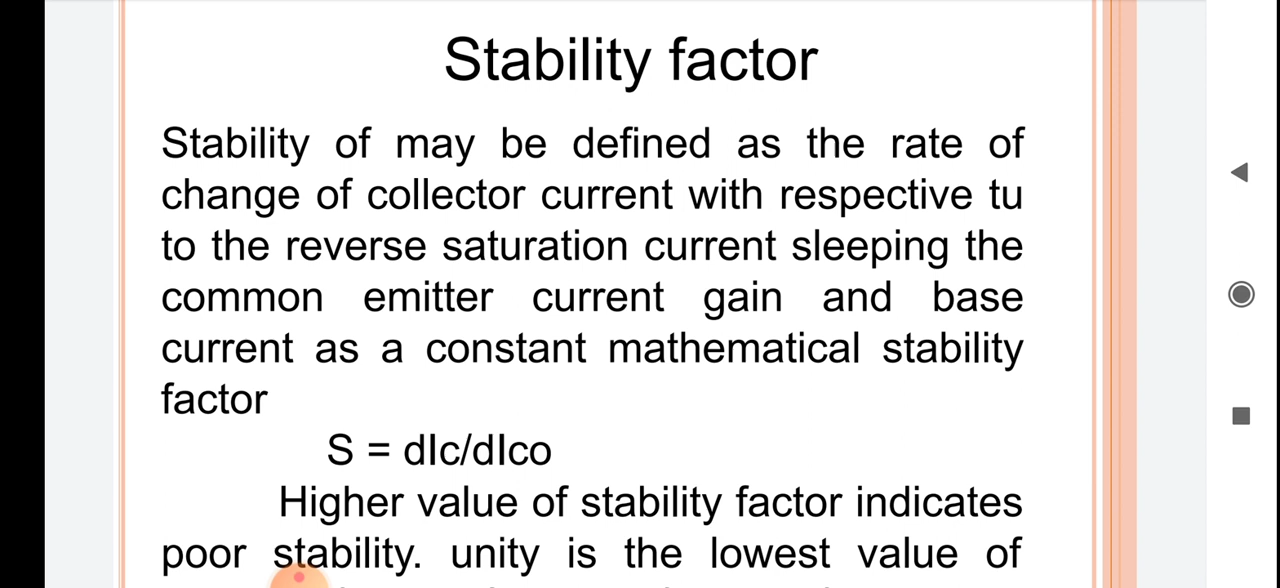 Stability factor
Stability of may be defined as the rate of
change of collector current with respective tu
to the reverse saturation current sleeping the
common emitter current gain and base
current as a constant mathematical stability
factor
S = dIc/dIco
Higher value of stability factor indicates
poor stability. unity is the lowest value of